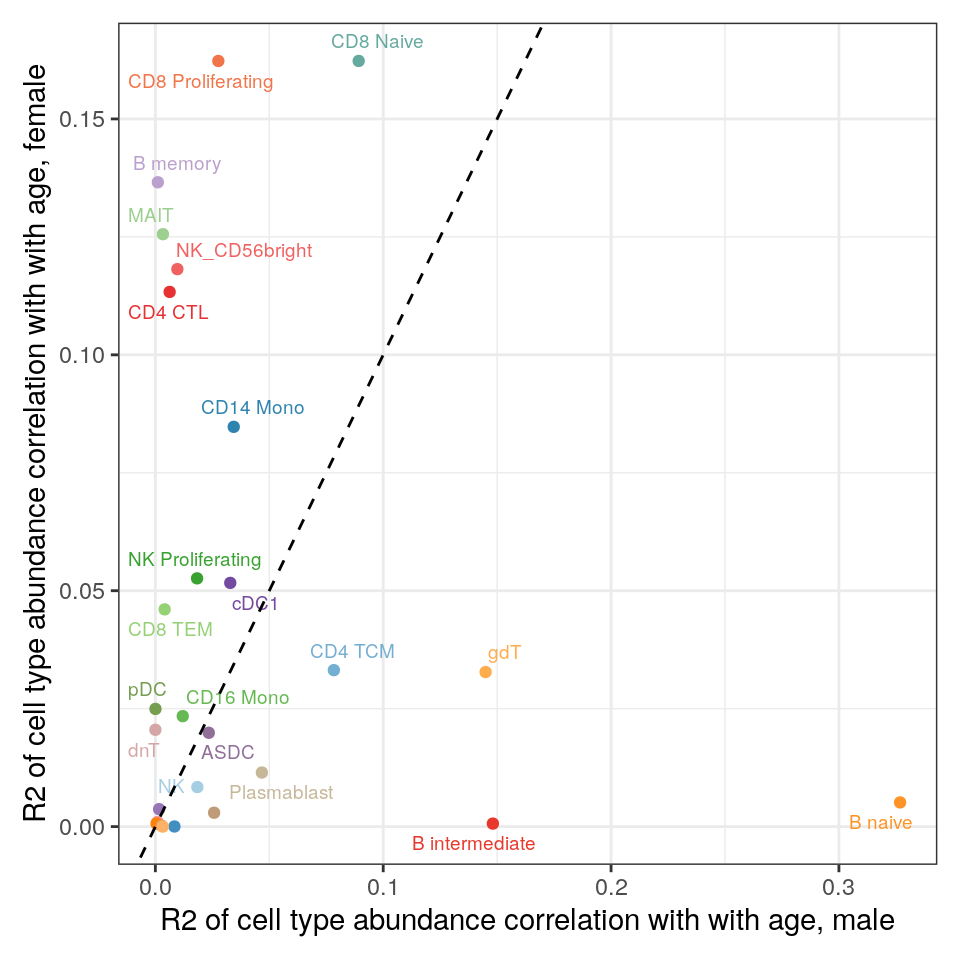 CD8 Naive
CD8 Proliferating
0.15
B memory
MAIT
NK_CD56bright
CD4 CTL
0.10
CD14 Mono
NK Proliferating
0.05
cDC1
CD8 TEM
CD4 TCM
gdT
pDC
CD16 Mono
dnT
ASDC
NK
Plasmablast
0.00
B naive
B intermediate
0.0
0.1
0.2
0.3
R2 of cell type abundance correlation with with age, male
R2 of cell type abundance correlation with with age, female